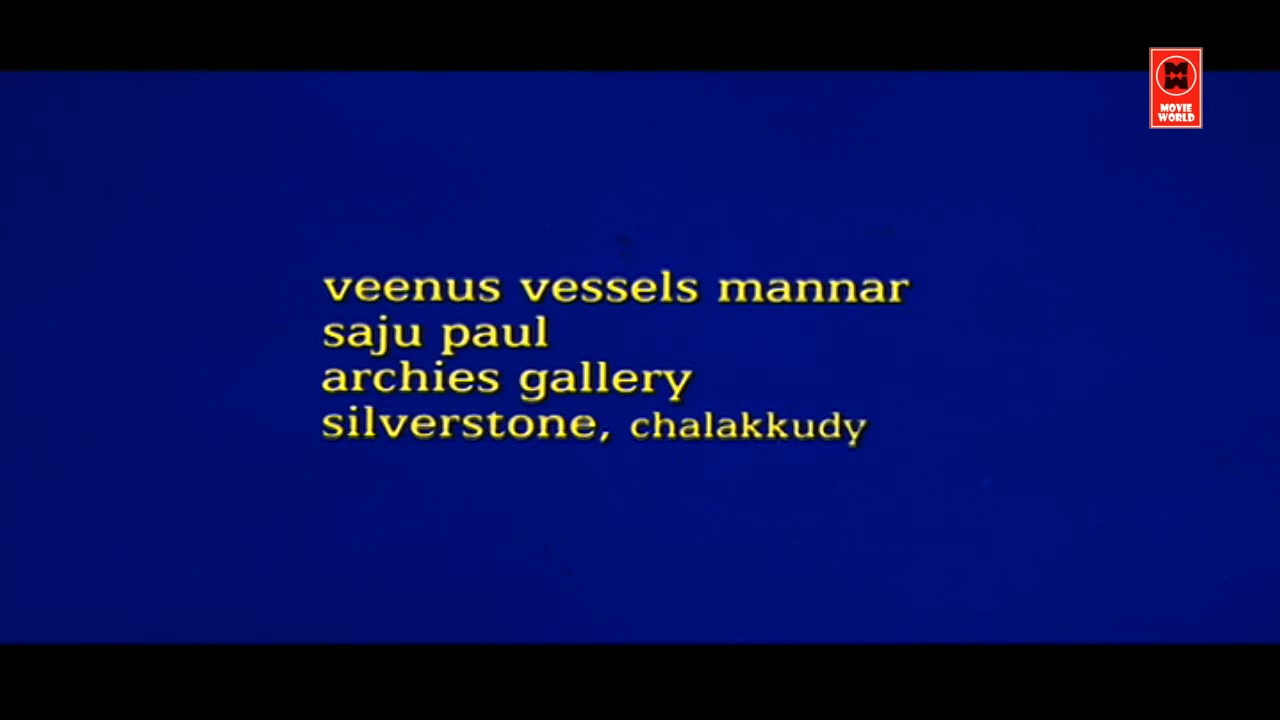 MOVIE
WORLD
veenus vessels mannar
saju paul
archies gallery
silverstone, chalakkudy